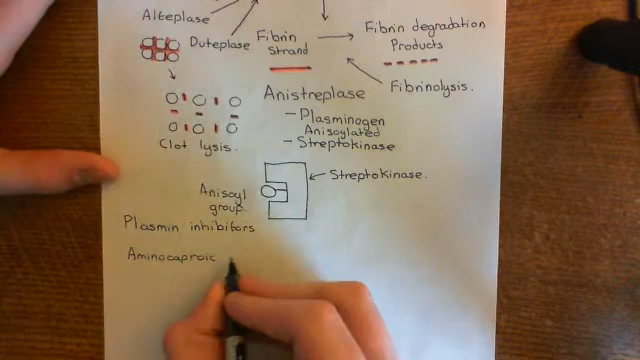 Alteplase
Duteplase
Fibrin
Strand
Fibrin degradation
Products
Fibrinolysis.
Clot lysis.
Anistreplase
- Plasminogen
Anisoylated
- Streptokinase
Anisoyl
group.
Streptokinase.
Plasmin inhibitors
Aminocaproic